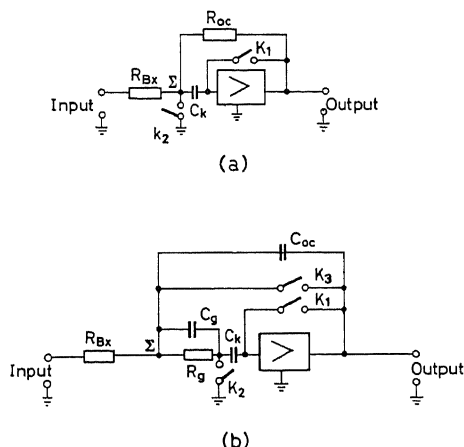 Roc
K1
RBx
Σ
Input
Ck
k2
>
Output
(a)
Coc
K3
K1
Cg
Ck
RBx
Σ
Input
Rg
K2
>
Output
(b)